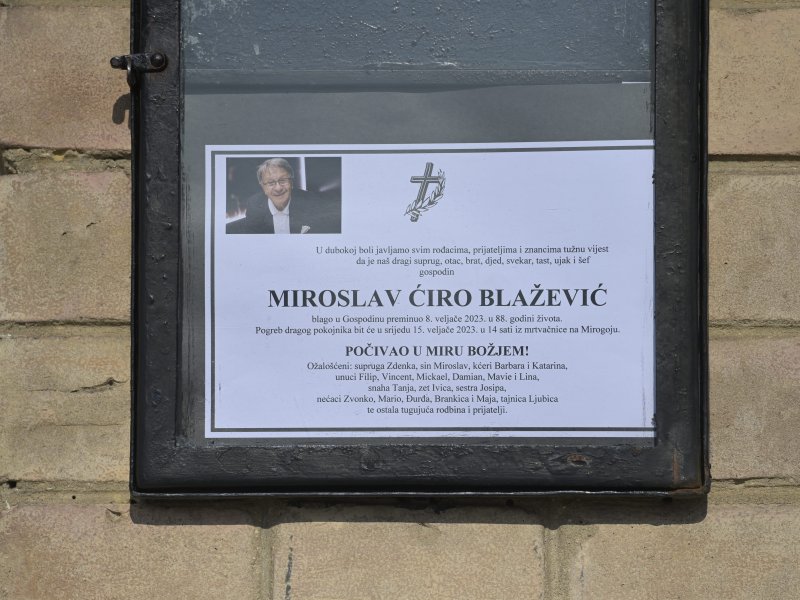 U dubokoj boli javljamo svim rođacima, prijateljima i znancima tužnu vijest
da je naš dragi suprug, otac, brat, djed, svekar, tast, ujak i šef
gospodin
MIROSLAV ĆIRO BLAŽEVIĆ
blago u Gospodinu preminuo 8. veljače 2023. u 88. godini života.
Pogreb dragog pokojnika bit će u srijedu 15. veljače 2023. u 14 sati iz mrtvačnice na Mirogoju.
POČIVAO U MIRU BOŽJEM!
Ožalošćeni: supruga Zdenka, sin Miroslav, kćeri Barbara i Katarina,
unuci Filip, Vincent, Mickael, Damian, Mavie i Lina,
snaha Tanja, zet Ivica, sestra Josipa,
nećaci Zvonko, Mario, Đurđa, Brankica i Maja, tajnica Ljubica
te ostala tugujuća rodbina i prijatelji.